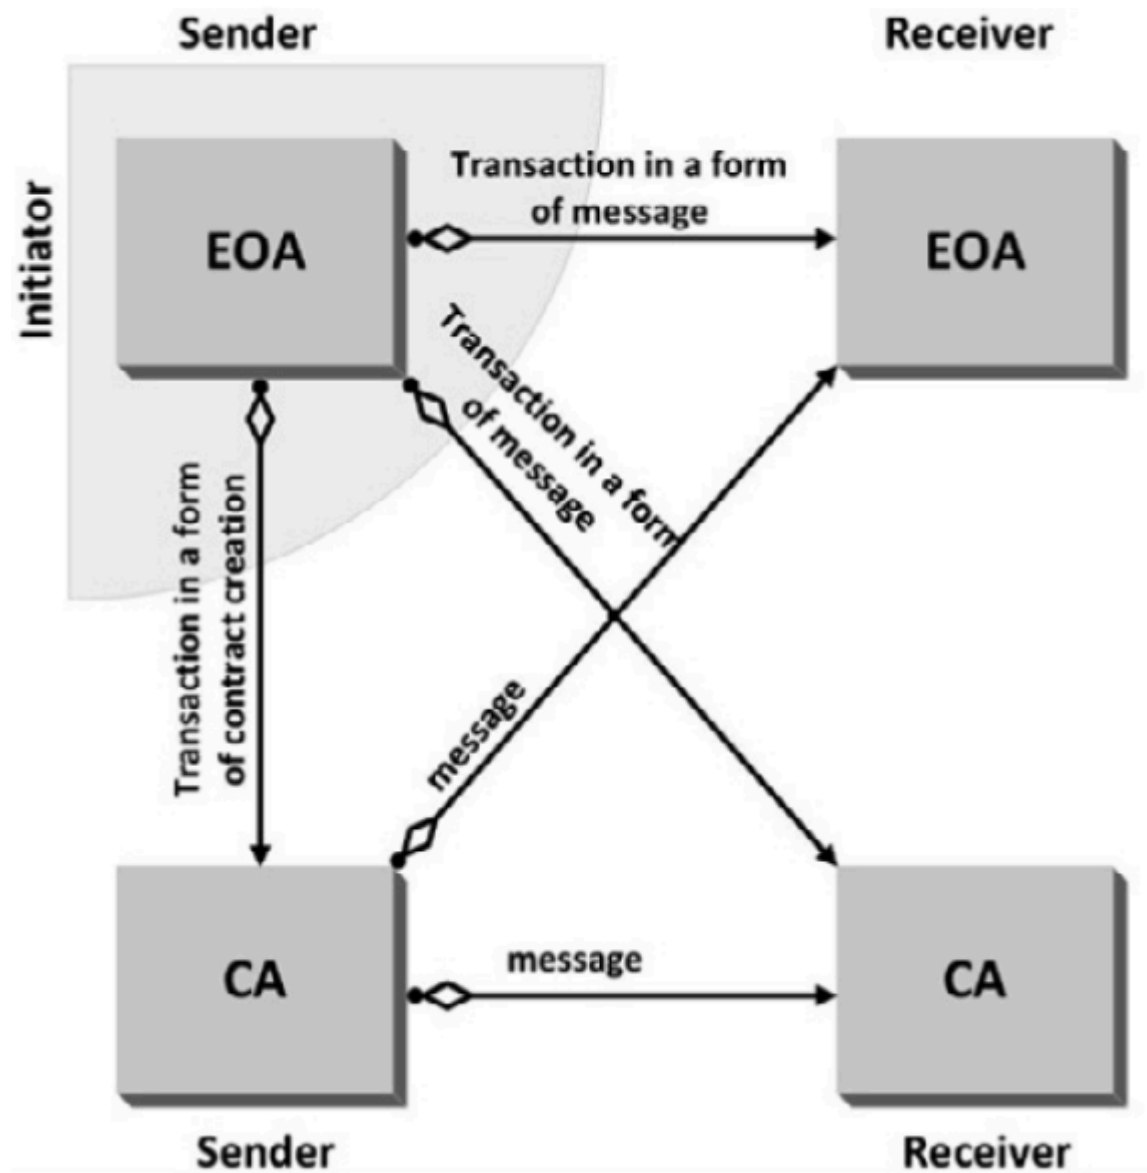 Sender
Receiver
Initiator
EOA
Transaction in a form
of message
EOA
Transaction in a form
of message
Transaction in a form
of contract creation
message
CA
message
CA
Sender
Receiver